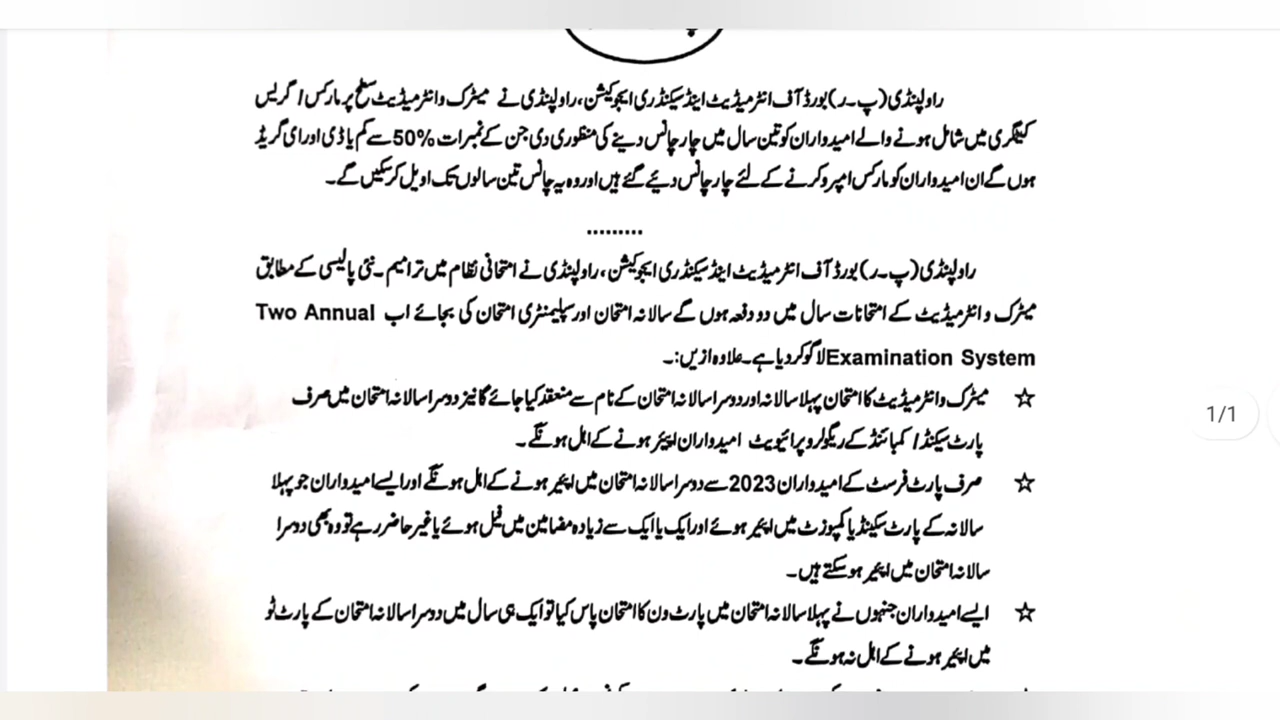 راولپنڈی (پ۔ر) بورڈ آف انٹرمیڈیٹ اینڈ سیکنڈری ایجوکیشن، راولپنڈی نے میٹرک وانٹرمیڈیٹ سطح پر مارکس / گریس
کیٹگری میں شامل ہونے والے امیدواران کو تین سال میں چار چانس دینے کی منظوری دی جن کے نمبرات %50 سے کم یا ڈی اور ای گریڈ
ہوں گے ان امیدواران کو مارکس امپروکرنے کے لئے چار چانس دیئے گئے ہیں اور وہ یہ چانس تین سالوں تک اویل کر سکیں گے۔
.........
راولپنڈی (پ۔ر) بورڈ آف انٹرمیڈیٹ اینڈ سیکنڈری ایجوکیشن، راولپنڈی نے امتحانی نظام میں ترامیم ۔ نئی پالیسی کے مطابق
میٹرک و انٹرمیڈیٹ کے امتحانات سال میں دو دفعہ ہوں گے سالانہ امتحان اور سپلیمنٹری امتحان کی بجائے اب Two Annual
Examination System لاگو کر دیا ہے۔ علاوہ ازیں:۔
☆ میٹرک وانٹرمیڈیٹ کا امتحان پہلا سالانہ اور دوسرا سالانہ امتحان کے نام سے منعقد کیا جائے گا نیز دوسرا سالانہ امتحان میں صرف
پارٹ سیکنڈ / کمبائنڈ کے ریگولر و پرائیویٹ امیدواران اپیئر ہونے کے اہل ہونگے ۔
☆ صرف پارٹ فرسٹ کے امیدواران 2023 سے دوسرا سالانہ امتحان میں اپیئر ہونے کے اہل ہونگے اور ایسے امیدواران جو پہلا
سالانہ کے پارٹ سیکنڈ یا کمپوزٹ میں اپیئر ہوئے اور ایک یا ایک سے زیادہ مضامین میں فیل ہوئے یا غیر حاضر رہے تو وہ بھی دوسرا
سالانہ امتحان میں اپیئر ہوسکتے ہیں۔
☆ ایسے امیدواران جنہوں نے پہلا سالانہ امتحان میں پارٹ ون کا امتحان پاس کیا تو ایک ہی سال میں دوسرا سالانہ امتحان کے پارٹ ٹو
میں اپیئر ہونے کے اہل نہ ہونگے۔
1/1